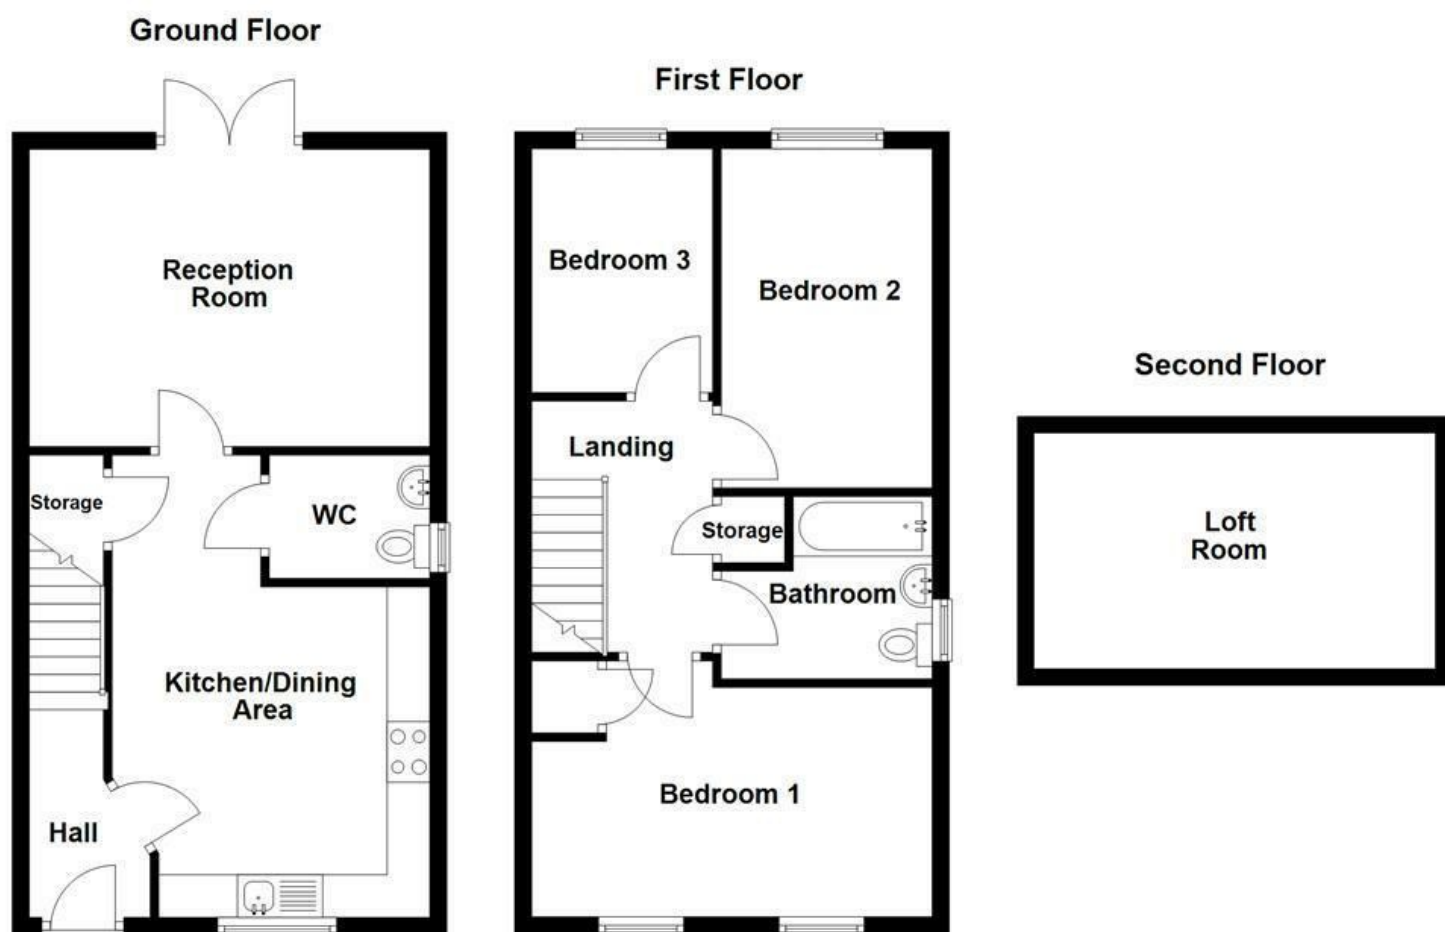 Ground Floor
Reception
Room
Storage
WC
Kitchen/Dining
Area
Hall
First Floor
Bedroom 3
Bedroom 2
Landing
Storage
Bathroom
Bedroom 1
Second Floor
Loft
Room